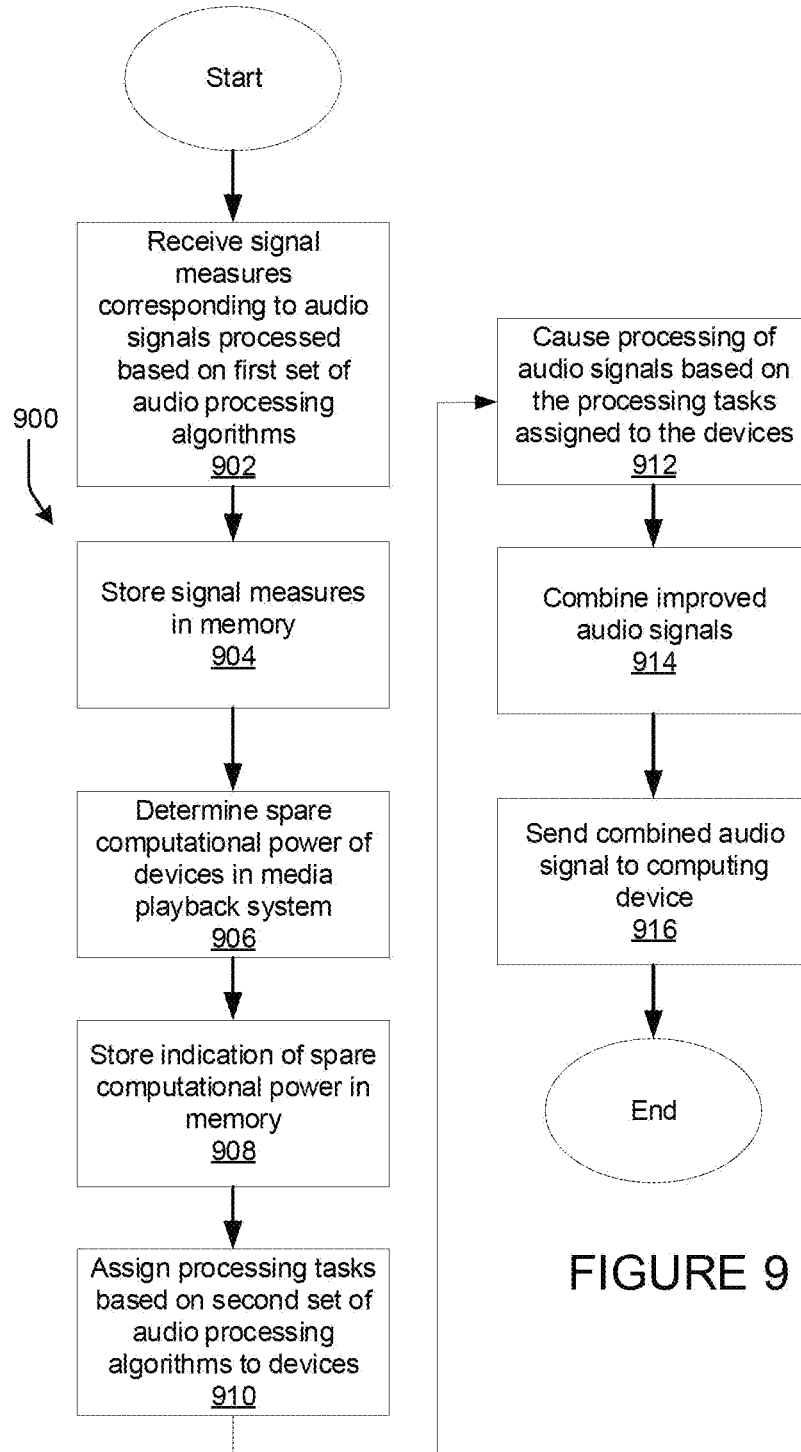 Start
Receive signal
measures
corresponding to audio
signals processed
based on first set of
audio processing
algorithms
902
900
Store signal measures
in memory
904
Determine spare
computational power of
devices in media
playback system
906
Store indication of spare
computational power in
memory
908
Assign processing tasks
based on second set of
audio processing
algorithms to devices
910
Cause processing of
audio signals based on
the processing tasks
assigned to the devices
912
Combine improved
audio signals
914
Send combined audio
signal to computing
device
916
End
FIGURE 9